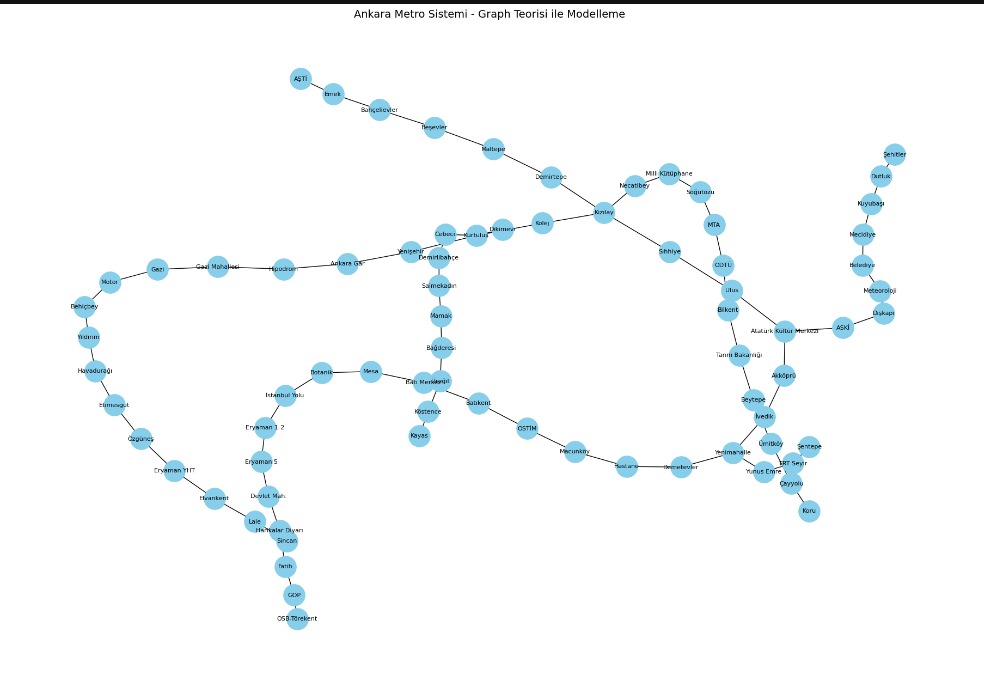 Ankara Metro Sistemi - Graph Teorisi ile Modelleme
AŞTİ
Emek
Bahçelievler
Beşevler
Maltepe
Demirtepe
Kızılay
Necatibey
Milli Kütüphane
Söğütözü
MTA
ODTÜ
Bilkent
Tarım Bakanlığı
Beytepe
Ümitköy
Çayyolu
Koru
Sıhhiye
Ulus
Atatürk Kültür Merkezi
Akköprü
İvedik
Yenimahalle
Demetevler
Hastane
Macunköy
OSTİM
Batıkent
Batı Merkezi
Mesa
Botanik
İstanbul Yolu
Eryaman 1-2
Eryaman 5
Devlet Mah.
Harikalar Diyarı
Fatih
GOP
OSB-Törekent
ASKİ
Dışkapı
Meteoroloji
Belediye
Mecidiye
Kuyubaşı
Dutluk
Şehitler
Yunus Emre
TRT Seyir
Şentepe
Kolej
Dikimevi
Kurtuluş
Cebeci
Yenişehir
Demirlibahçe
Saimekadın
Mamak
Bağderesi
Köstence
Kayaş
Ankara Gar
Hipodrom
Gazi Mahallesi
Gazi
Motor
Behiçbey
Yıldırım
Havadurağı
Etimesgut
Özgüneş
Eryaman YHT
Elvankent
Lale
Sincan